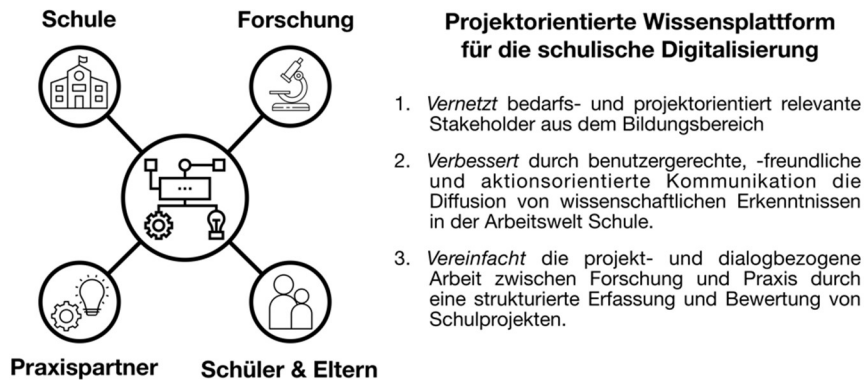 Schule
Forschung
Praxispartner
Schüler & Eltern
Projektorientierte Wissensplattform
für die schulische Digitalisierung
1. Vernetzt bedarfs- und projektorientiert relevante
Stakeholder aus dem Bildungsbereich
2. Verbessert durch benutzergerechte, -freundliche
und aktionsorientierte Kommunikation die
Diffusion von wissenschaftlichen Erkenntnissen
in der Arbeitswelt Schule.
3. Vereinfacht die projekt- und dialogbezogene
Arbeit zwischen Forschung und Praxis durch
eine strukturierte Erfassung und Bewertung von
Schulprojekten.